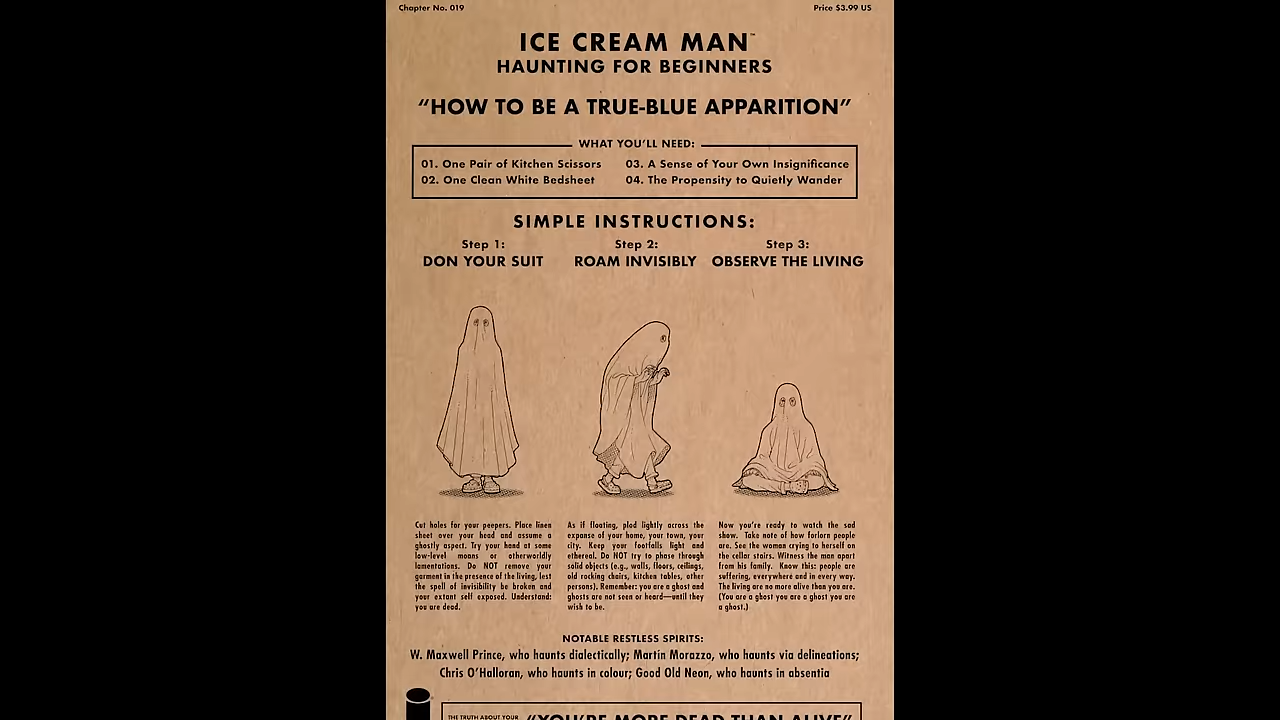 Chapter No. 019
Price $3.99 US
ICE CREAM MAN™
HAUNTING FOR BEGINNERS
“HOW TO BE A TRUE-BLUE APPARITION”
WHAT YOU’LL NEED:
01. One Pair of Kitchen Scissors
02. One Clean White Bedsheet
03. A Sense of Your Own Insignificance
04. The Propensity to Quietly Wander
SIMPLE INSTRUCTIONS:
Step 1:
DON YOUR SUIT
Step 2:
ROAM INVISIBLY
Step 3:
OBSERVE THE LIVING
Cut holes for your peepers. Place linen
sheet over your head and assume a
ghostly aspect. Try your hand at some
low-level moans or otherworldly
lamentations. Do NOT remove your
garment in the presence of the living, lest
the spell of invisibility be broken and
your extant self exposed. Understand:
you are dead.
As if floating, plod lightly across the
expanse of your home, your town, your
city. Keep your footfalls light and
ethereal. Do NOT try to phase through
solid objects (e.g., walls, floors, ceilings,
old rocking chairs, kitchen tables, other
persons). Remember: you are a ghost and
ghosts are not seen or heard—until they
wish to be.
Now you’re ready to watch the sad
show. Take note of how forlorn people
are. See the woman crying to herself on
the cellar stairs. Witness the man apart
from his family. Know this: people are
suffering, everywhere and in every way.
The living are no more alive than you are.
(You are a ghost you are a ghost you are
a ghost.)
NOTABLE RESTLESS SPIRITS:
W. Maxwell Prince, who haunts dialectically; Martín Morazzo, who haunts via delineations;
Chris O’Halloran, who haunts in colour; Good Old Neon, who haunts in absentia
THE TRUTH ABOUT YOUR
“YOU’RE MORE DEAD THAN ALIVE”